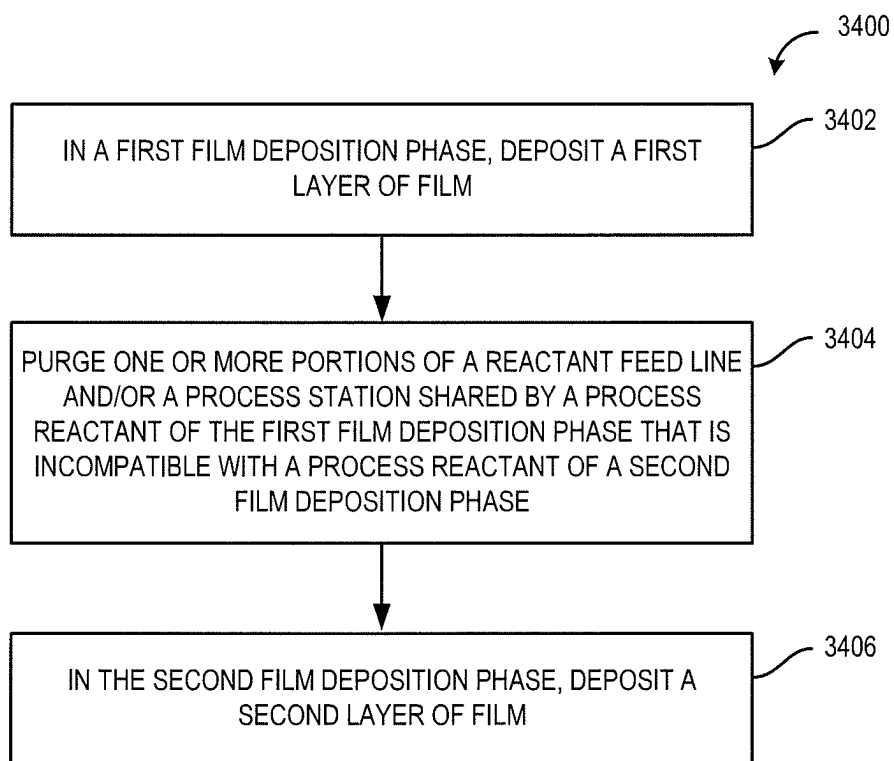 3400
3402
IN A FIRST FILM DEPOSITION PHASE, DEPOSIT A FIRST
LAYER OF FILM
3404
PURGE ONE OR MORE PORTIONS OF A REACTANT FEED LINE
AND/OR A PROCESS STATION SHARED BY A PROCESS
REACTANT OF THE FIRST FILM DEPOSITION PHASE THAT IS
INCOMPATIBLE WITH A PROCESS REACTANT OF A SECOND
FILM DEPOSITION PHASE
3406
IN THE SECOND FILM DEPOSITION PHASE, DEPOSIT A
SECOND LAYER OF FILM